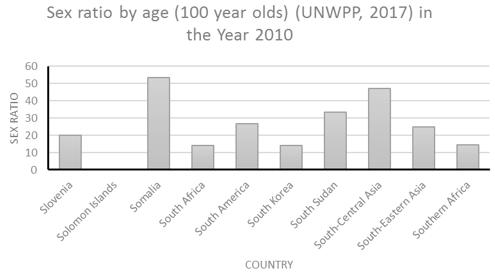 Sex ratio by age (100 year olds) (UNWPP, 2017) in
the Year 2010
60
50
40
30
20
10
0
SEX RATIO
Slovenia
Solomon Islands
Somalia
South Africa
South America
South Korea
South Sudan
South-Central Asia
South-Eastern Asia
Southern Africa
COUNTRY